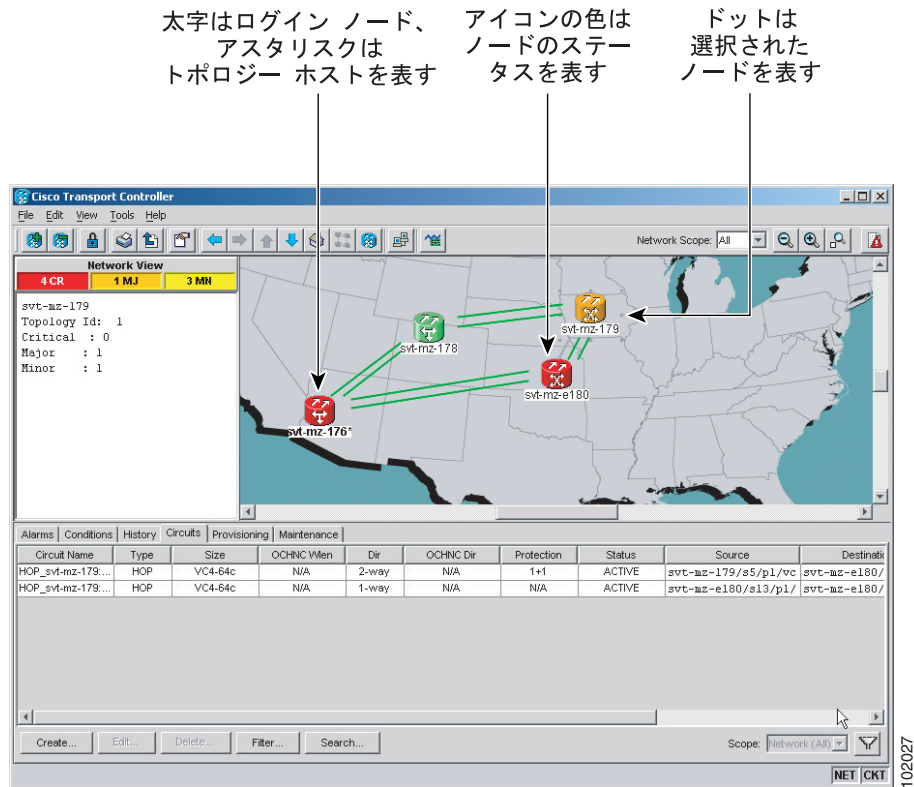 太字はログイン ノード、
アスタリスクは
トポロジー ホストを表す
アイコンの色は
ノードのステー
タスを表す
ドットは
選択された
ノードを表す
Cisco Transport Controller
File Edit View Tools Help
Network Scope: All
Network View
4 CR 1 MJ 3 MN
svt-mz-179
Topology Id: 1
Critical : 0
Major : 1
Minor : 1
svt-mz-179
svt-mz-178
svt-mz-e180
svt-mz-176*
Alarms Conditions History Circuits Provisioning Maintenance
Circuit Name Type Size OCHNC Wlen Dir OCHNC Dir Protection Status Source Destinatic
HOP_svt-mz-179:... HOP VC4-64c N/A 2-way N/A 1+1 ACTIVE svt-mz-179/s5/p1/vc svt-mz-e180/
HOP_svt-mz-179:... HOP VC4-64c N/A 1-way N/A N/A ACTIVE svt-mz-e180/s13/p1/ svt-mz-e180/
Create... Edit... Delete... Filter... Search... Scope: Network (All)
NET CKT
102027